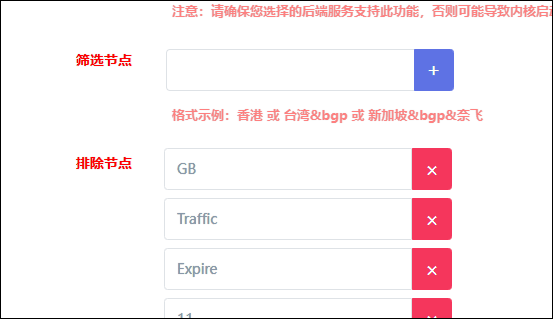 注意：请确保您选择的后端服务支持此功能，否则可能导致内核启
筛选节点
+
格式示例：香港 或 台湾&bgp 或 新加坡&bgp&奈飞
排除节点
GB ×
Traffic ×
Expire ×
11